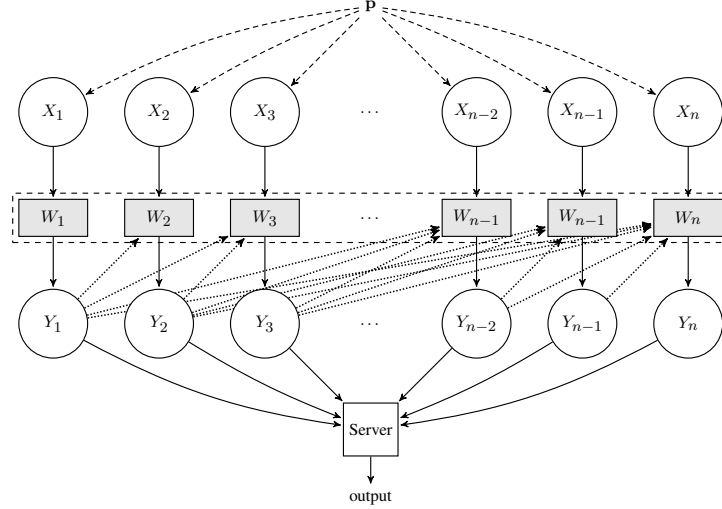 p
X₁ X₂ X₃ ... Xₙ₋₂ Xₙ₋₁ Xₙ
W₁ W₂ W₃ ... Wₙ₋₁ Wₙ₋₁ Wₙ
Y₁ Y₂ Y₃ ... Yₙ₋₂ Yₙ₋₁ Yₙ
Server
output